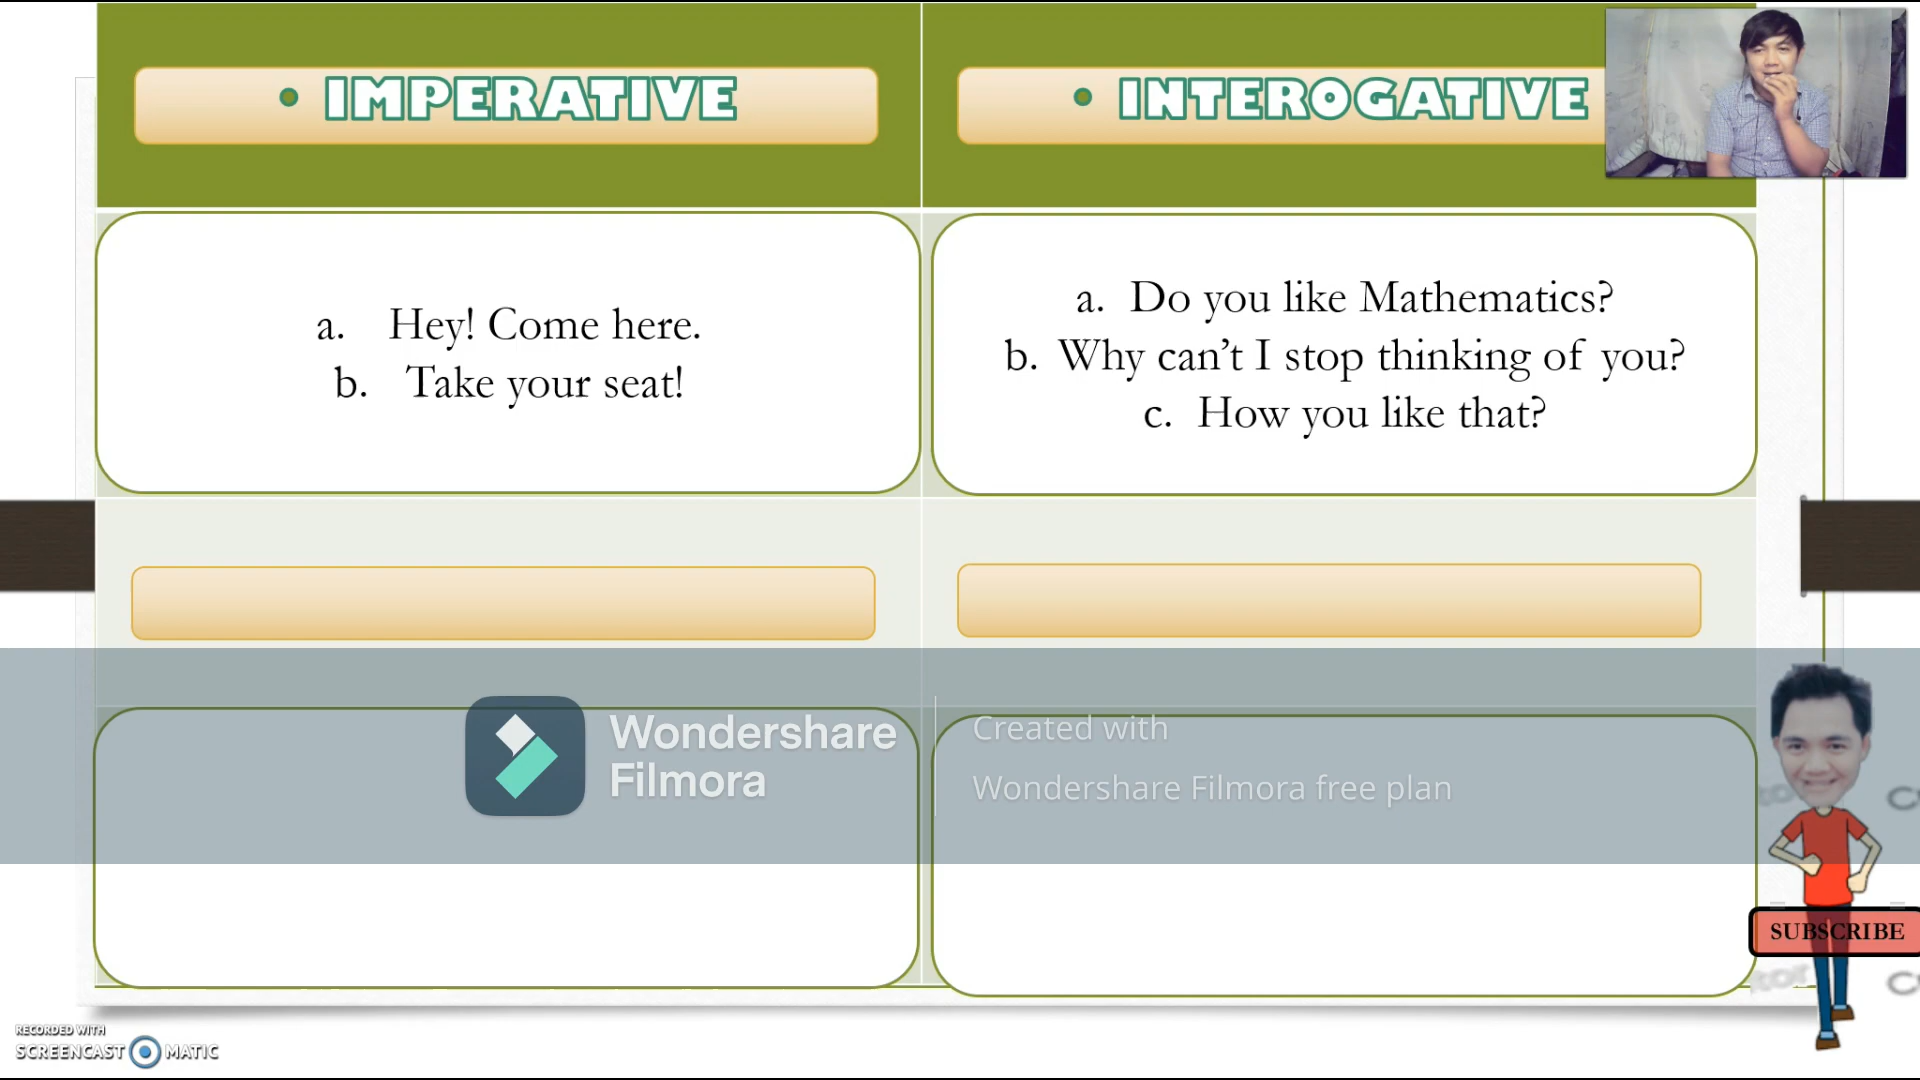 • IMPERATIVE
• INTEROGATIVE
a. Hey! Come here.
b. Take your seat!
a. Do you like Mathematics?
b. Why can’t I stop thinking of you?
c. How you like that?
Wondershare
Filmora
Created with
Wondershare Filmora free plan
SUBSCRIBE
RECORDED WITH
SCREENCAST MATIC